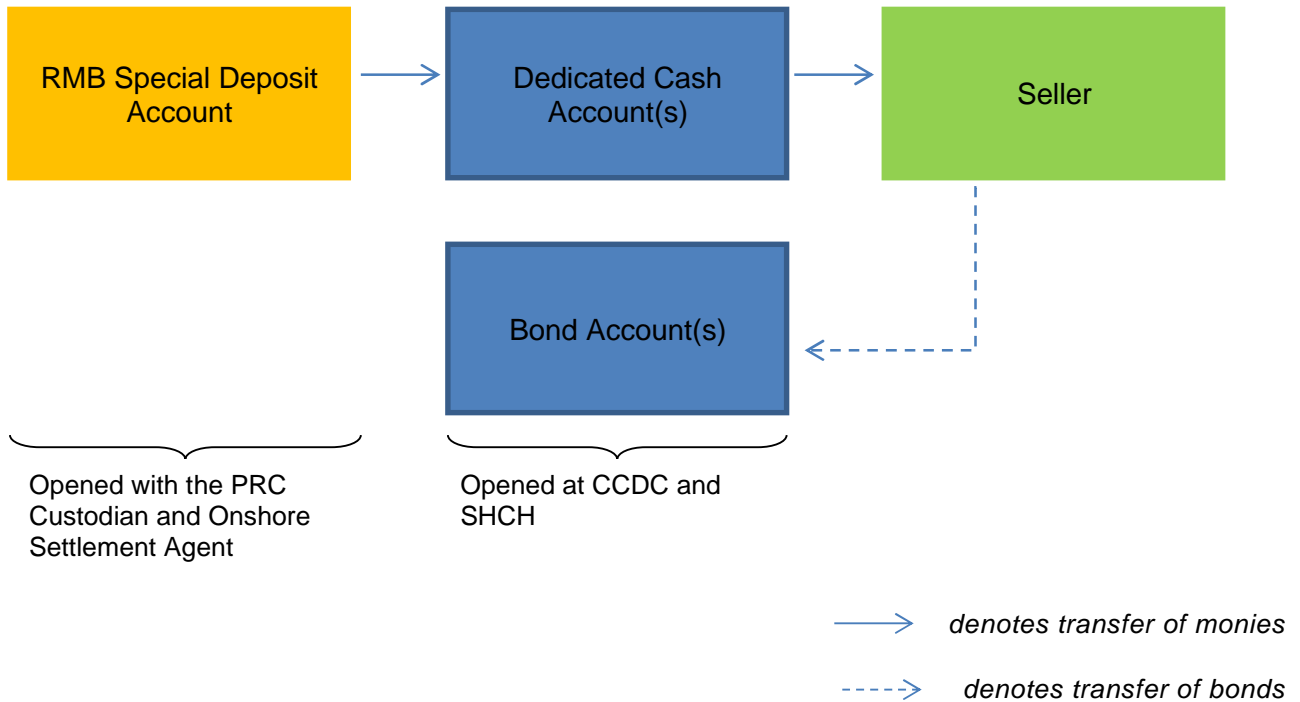 RMB Special Deposit
Account
Dedicated Cash
Account(s)
Seller
Bond Account(s)
Opened with the PRC
Custodian and Onshore
Settlement Agent
Opened at CCDC and
SHCH
denotes transfer of monies
denotes transfer of bonds